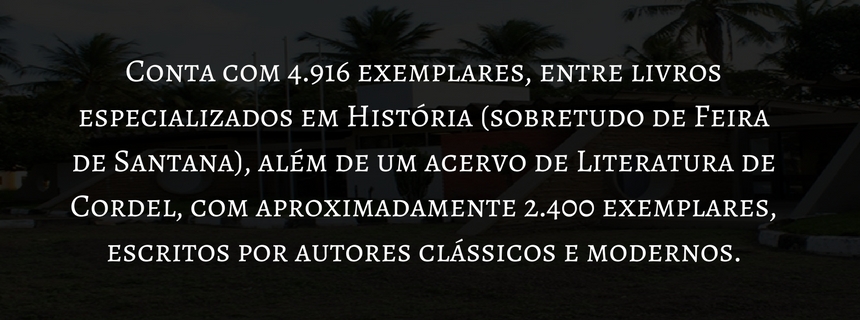 Conta com 4.916 exemplares, entre livros
especializados em História (sobretudo de Feira
de Santana), além de um acervo de Literatura de
Cordel, com aproximadamente 2.400 exemplares,
escritos por autores clássicos e modernos.